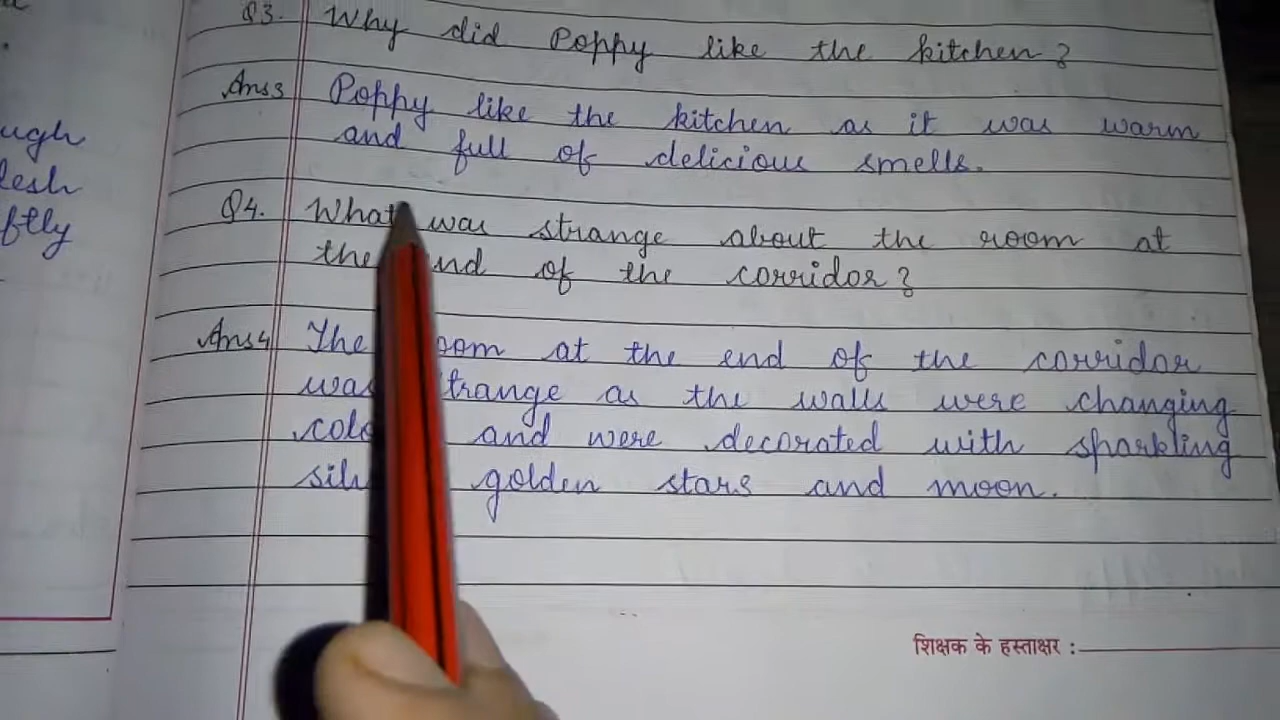 ugh
lesh
ftly
Q3. Why did Poppy like the kitchen?
Ans3 Poppy like the kitchen as it was warm
and full of delicious smells.
Q4. What was strange about the room at
the end of the corridor?
Ans4 The room at the end of the corridor
was strange as the walls were changing
and were decorated with sparkling
golden stars and moon.
शिक्षक के हस्ताक्षर :